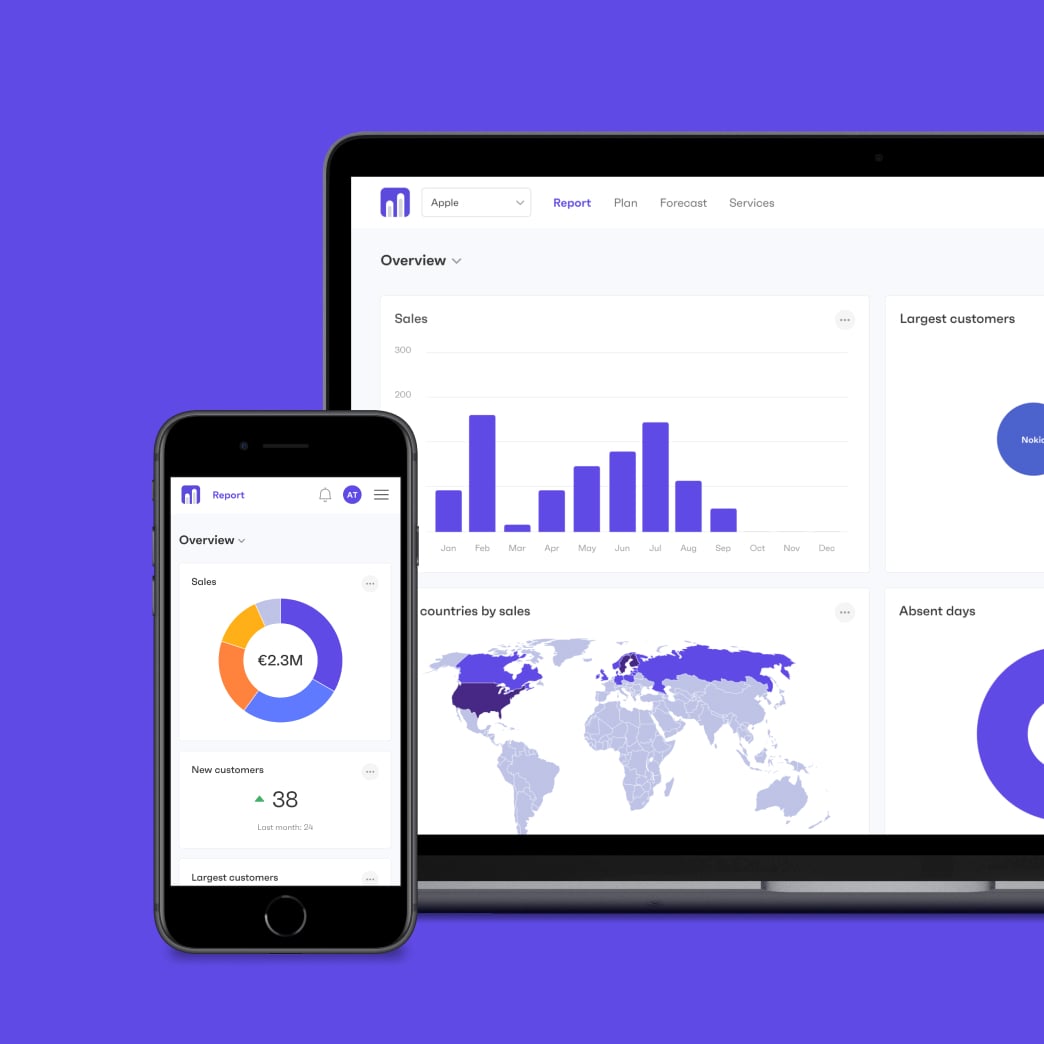 Apple
Report Plan Forecast Services
Overview
Sales
300
200
Jan Feb Mar Apr May Jun Jul Aug Sep Oct Nov Dec
Largest customers
countries by sales
Absent days
Report
AT
Overview
Sales
€2.3M
New customers
38
Last month: 24
Largest customers